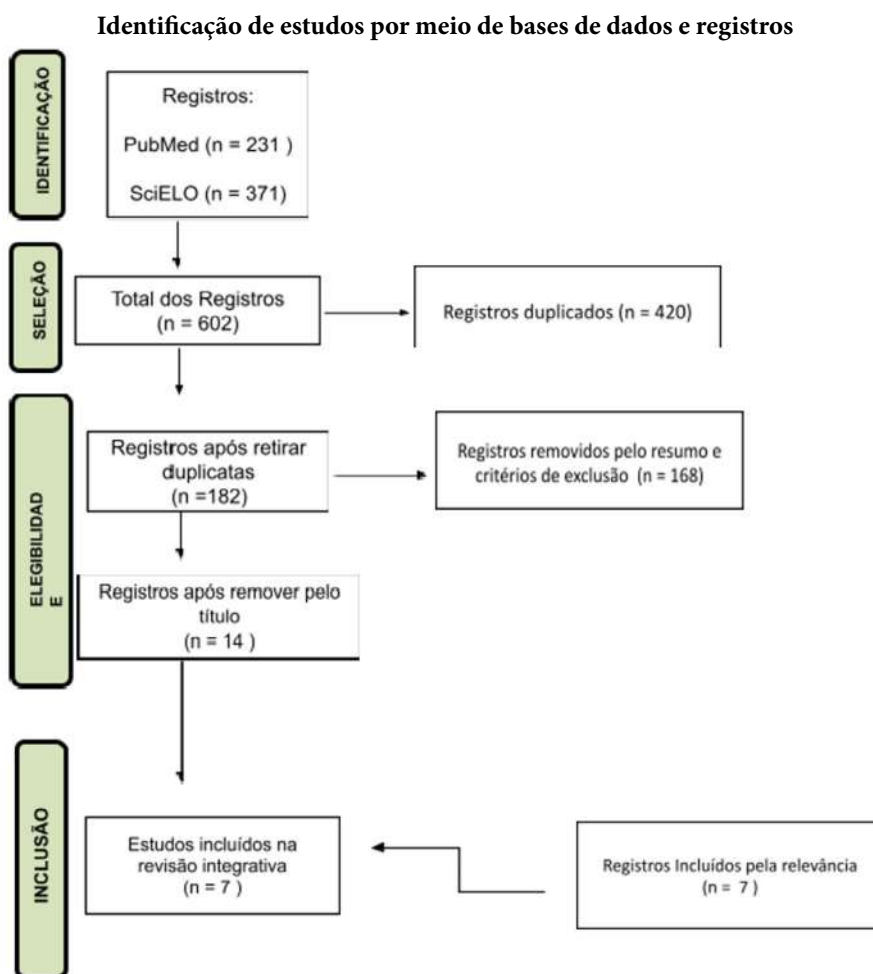 Identificação de estudos por meio de bases de dados e registros
IDENTIFICAÇÃO
Registros:
PubMed (n = 231 )
SciELO (n = 371)
SELEÇÃO
Total dos Registros
(n = 602)
Registros duplicados (n = 420)
ELEGIBILIDAD
E
Registros após retirar
duplicatas
(n =182)
Registros removidos pelo resumo e
critérios de exclusão (n = 168)
Registros após remover pelo
título
(n = 14 )
INCLUSÃO
Estudos incluídos na
revisão integrativa
(n = 7 )
Registros Incluídos pela relevância
(n = 7 )